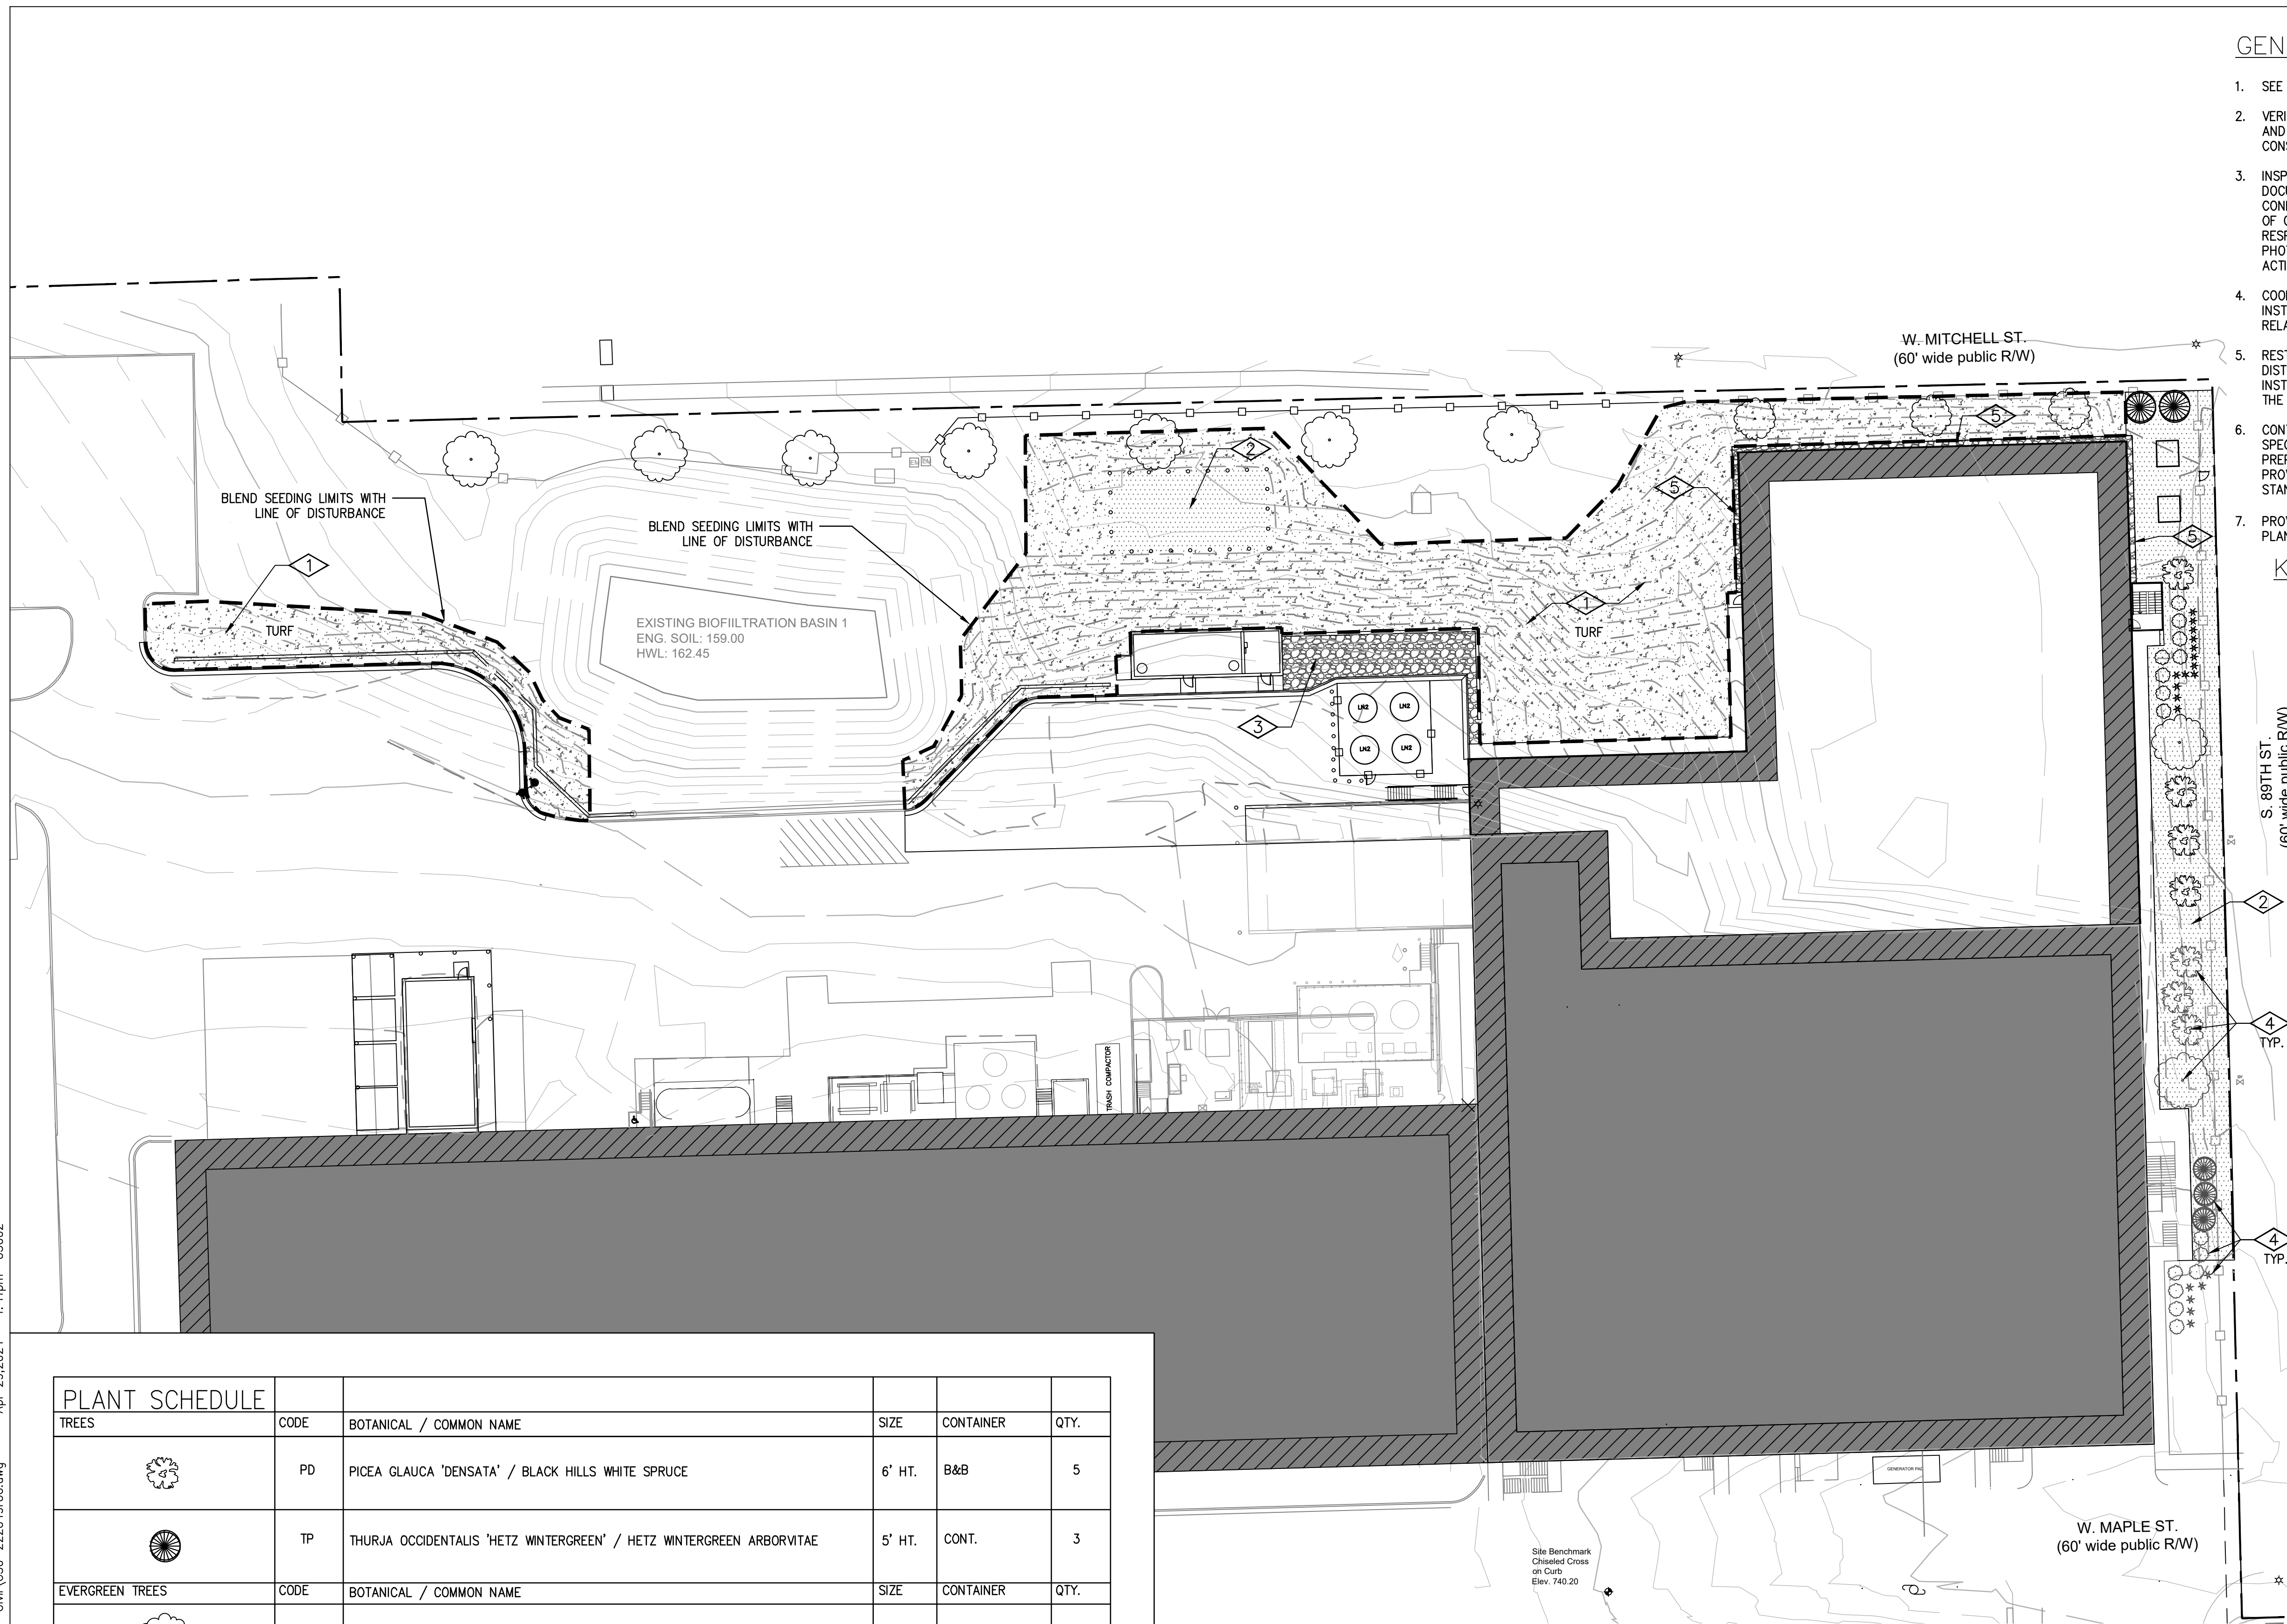 GEN
1. SEE
2. VERI
AND
CONS
3. INSP
DOCU
CON
OF
RESP
PHOT
ACTI
4. COOR
INST
RELA
5. REST
DIST
INST
THE
6. CONT
SPEC
PREP
PROV
STAN
7. PROV
PLAN
K
W. MITCHELL ST.
(60' wide public R/W)
5
2
5
BLEND SEEDING LIMITS WITH
LINE OF DISTURBANCE
BLEND SEEDING LIMITS WITH
LINE OF DISTURBANCE
5
1
1
TURF
TURF
EXISTING BIOFIILTRATION BASIN 1
ENG. SOIL: 159.00
HWL: 162.45
3
LN2
LN2
LN2
LN2
S. 89TH ST.
(60' wide public R/W)
2
4
TYP.
TRASH COMPACTOR
4
TYP.
PLANT SCHEDULE
TREES CODE BOTANICAL / COMMON NAME SIZE CONTAINER QTY.
PD PICEA GLAUCA 'DENSATA' / BLACK HILLS WHITE SPRUCE 6' HT. B&B 5
TP THURJA OCCIDENTALIS 'HETZ WINTERGREEN' / HETZ WINTERGREEN ARBORVITAE 5' HT. CONT. 3
EVERGREEN TREES CODE BOTANICAL / COMMON NAME SIZE CONTAINER QTY.
GENERATOR PAD
W. MAPLE ST.
(60' wide public R/W)
Site Benchmark
Chiseled Cross
on Curb
Elev. 740.20